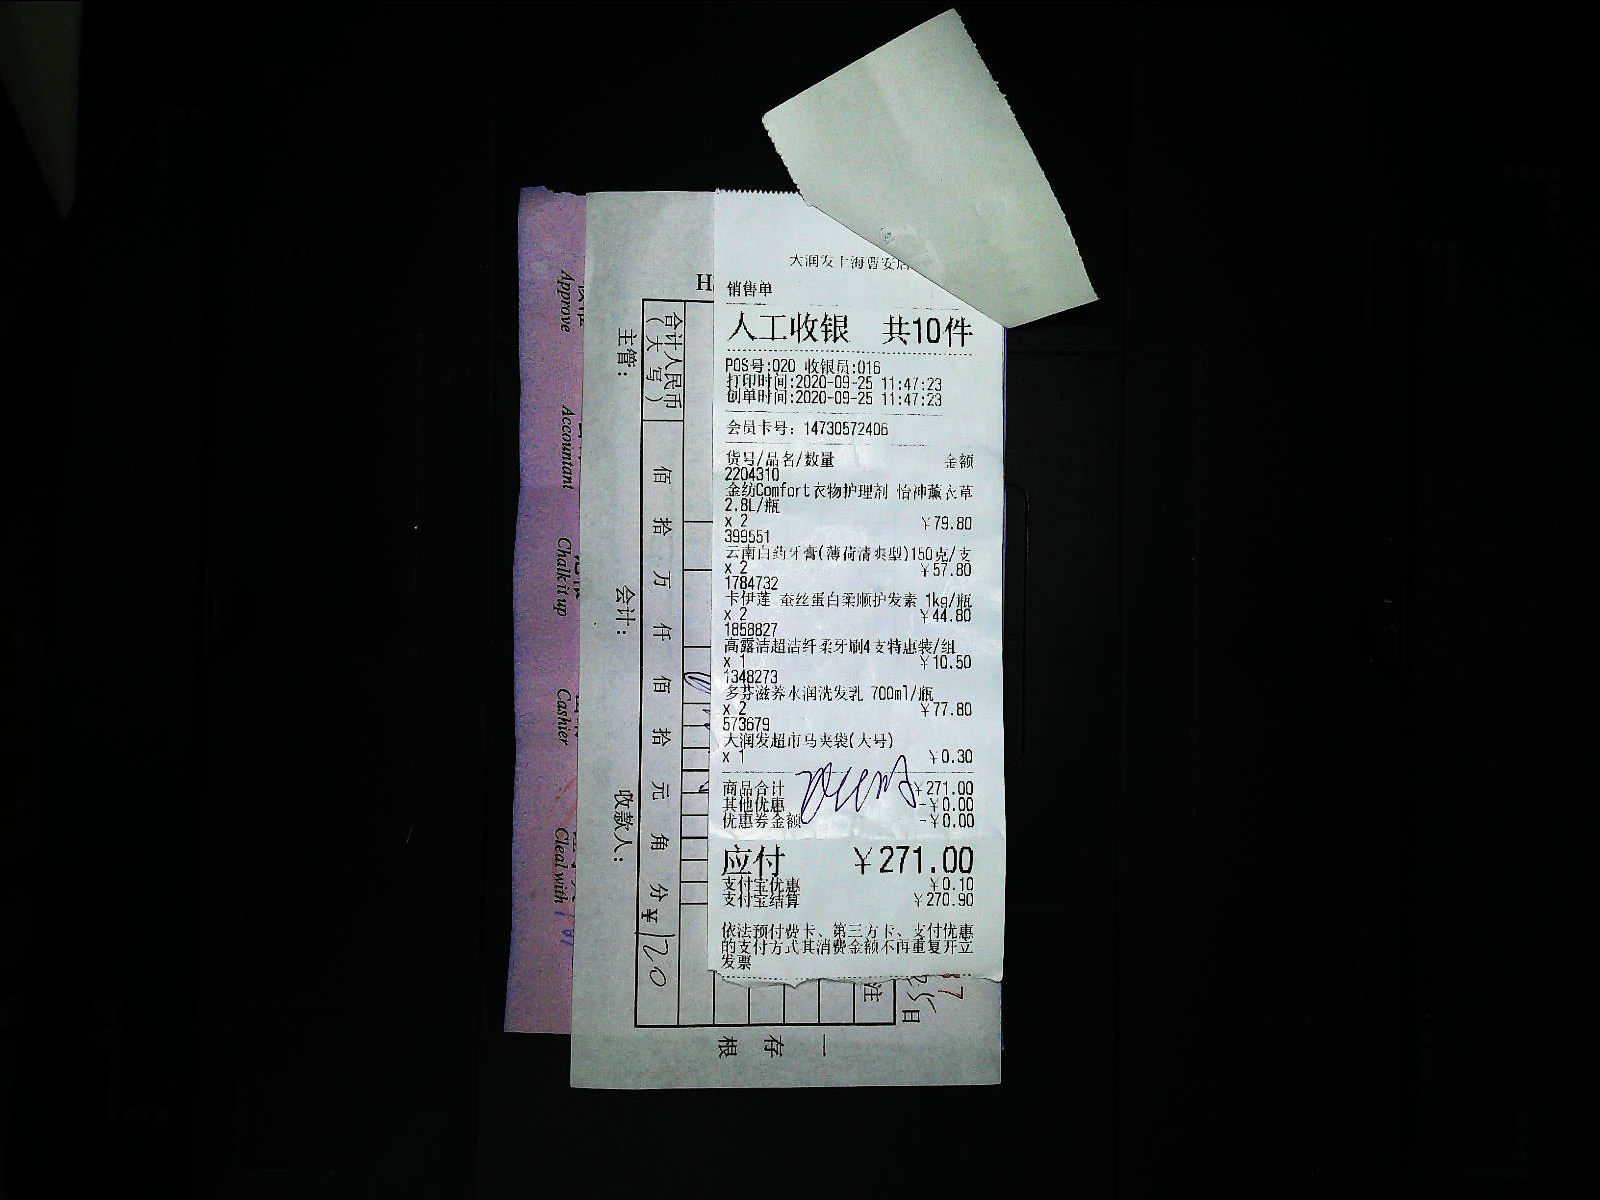 大润发上海曹安店
销售单
人工收银 共10件
POS号:020 收银员:016
打印时间:2020-09-25 11:47:23
创单时间:2020-09-25 11:47:23
会员卡号: 14730572406
货号/品名/数量 金额
2204310
金纺Comfort衣物护理剂 怡神薰衣草
2.8L/瓶
x 2 ¥79.80
399551
云南白药牙膏(薄荷清爽型)150克/支
x 2 ¥57.80
1784732
卡伊莲 蚕丝蛋白柔顺护发素 1kg/瓶
x 2 ¥44.80
1858827
高露洁超洁纤柔牙刷4支特惠装/组
x 1 ¥10.50
1348273
多芬滋养水润洗发乳 700ml/瓶
x 2 ¥77.80
573679
大润发超市马夹袋(大号)
x 1 ¥0.30
商品合计 ¥271.00
其他优惠 -¥0.00
优惠券金额 -¥0.00
应付 ¥271.00
支付宝优惠 ¥0.10
支付宝结算 ¥270.90
依法预付费卡、第三方卡、支付优惠
的支付方式其消费金额不再重复开立
发票
合计人民币
(大写)
佰 拾 万 仟 佰 拾 元 角 分 ¥120
主管: 会计: 收款人:
注
日
一 存 根
Approve
Accountant
Chalk it up
Cashier
Cleal with